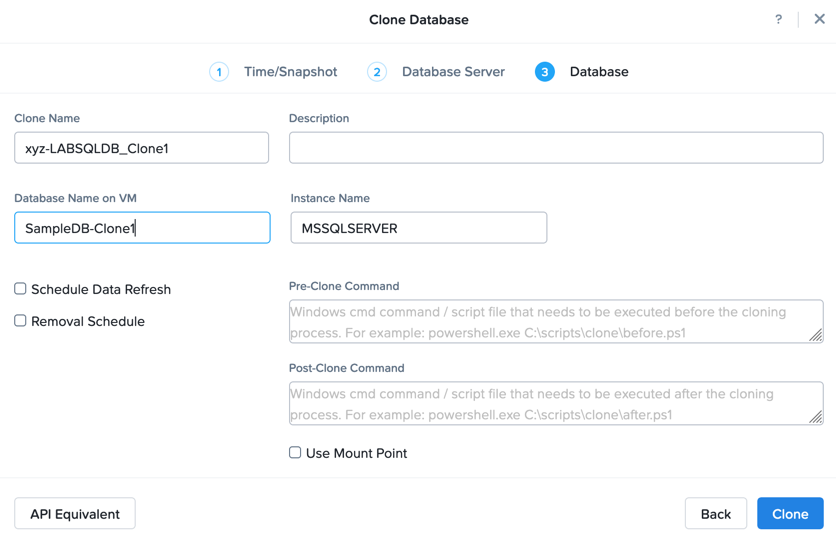 Clone Database
?
1 Time/Snapshot 2 Database Server 3 Database
Clone Name
Description
xyz-LABSQLDB_Clone1
Database Name on VM
Instance Name
SampleDB-Clone1
MSSQLSERVER
Schedule Data Refresh
Removal Schedule
Pre-Clone Command
Windows cmd command / script file that needs to be executed before the cloning
process. For example: powershell.exe C:\scripts\clone\before.ps1
Post-Clone Command
Windows cmd command / script file that needs to be executed after the cloning
process. For example: powershell.exe C:\scripts\clone\after.ps1
Use Mount Point
API Equivalent
Back
Clone